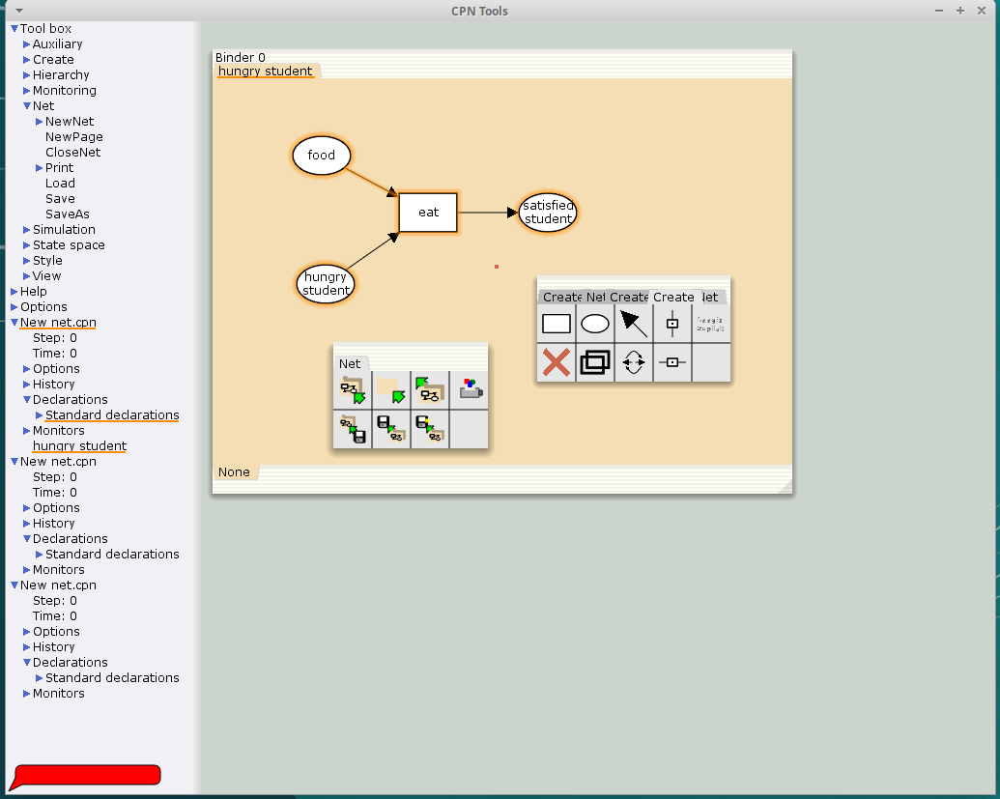 CPN Tools
Tool box
Auxiliary
Create
Hierarchy
Monitoring
Net
NewNet
NewPage
CloseNet
Print
Load
Save
SaveAs
Simulation
State space
Style
View
Help
Options
New net.cpn
Step: 0
Time: 0
Options
History
Declarations
Standard declarations
Monitors
hungry student
New net.cpn
Step: 0
Time: 0
Options
History
Declarations
Standard declarations
Monitors
New net.cpn
Step: 0
Time: 0
Options
History
Declarations
Standard declarations
Monitors
Binder 0
hungry student
food
eat
satisfied
student
hungry
student
Create Net Create Create Net
Net
None